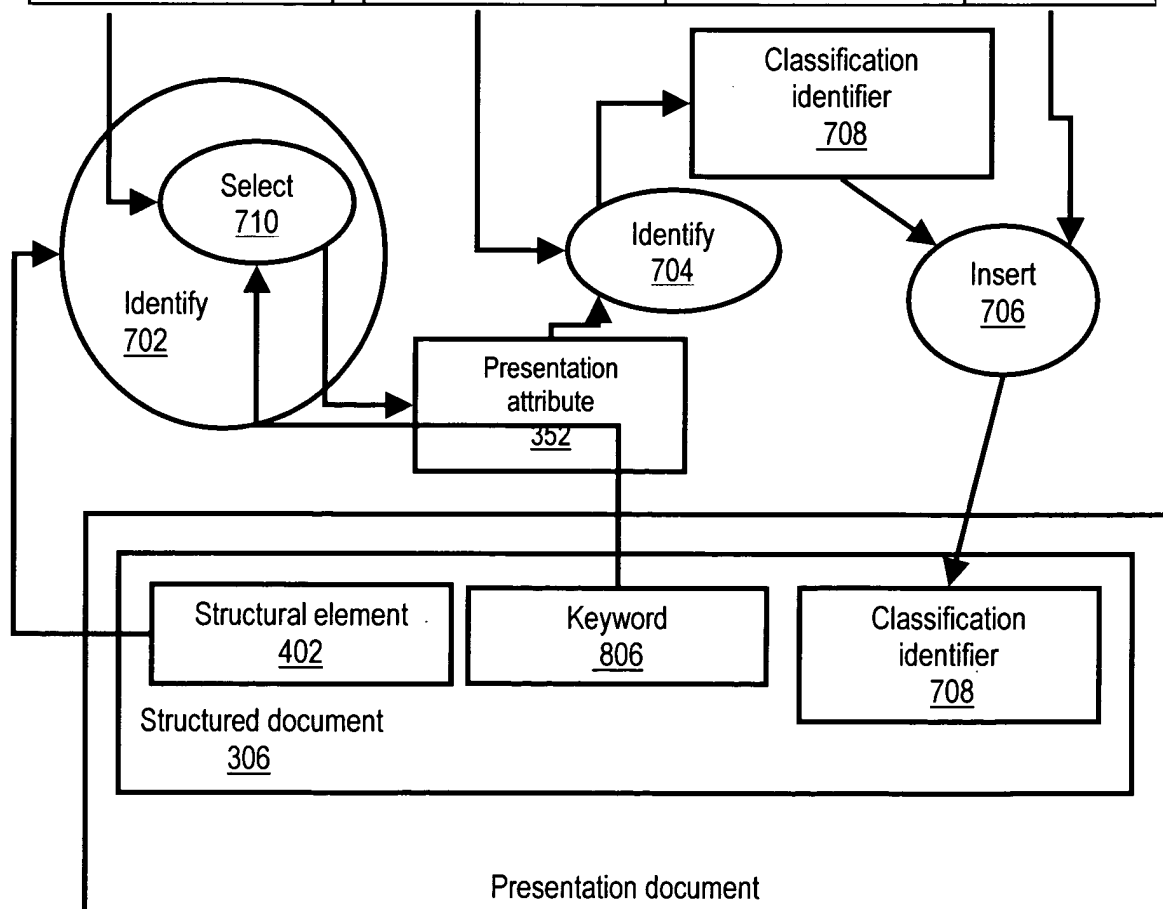 Classification
identifier
708
Select
710
Identify
704
Identify
702
Insert
706
Presentation
attribute
352
Structural element
402
Keyword
806
Classification
identifier
708
Structured document
306
Presentation document